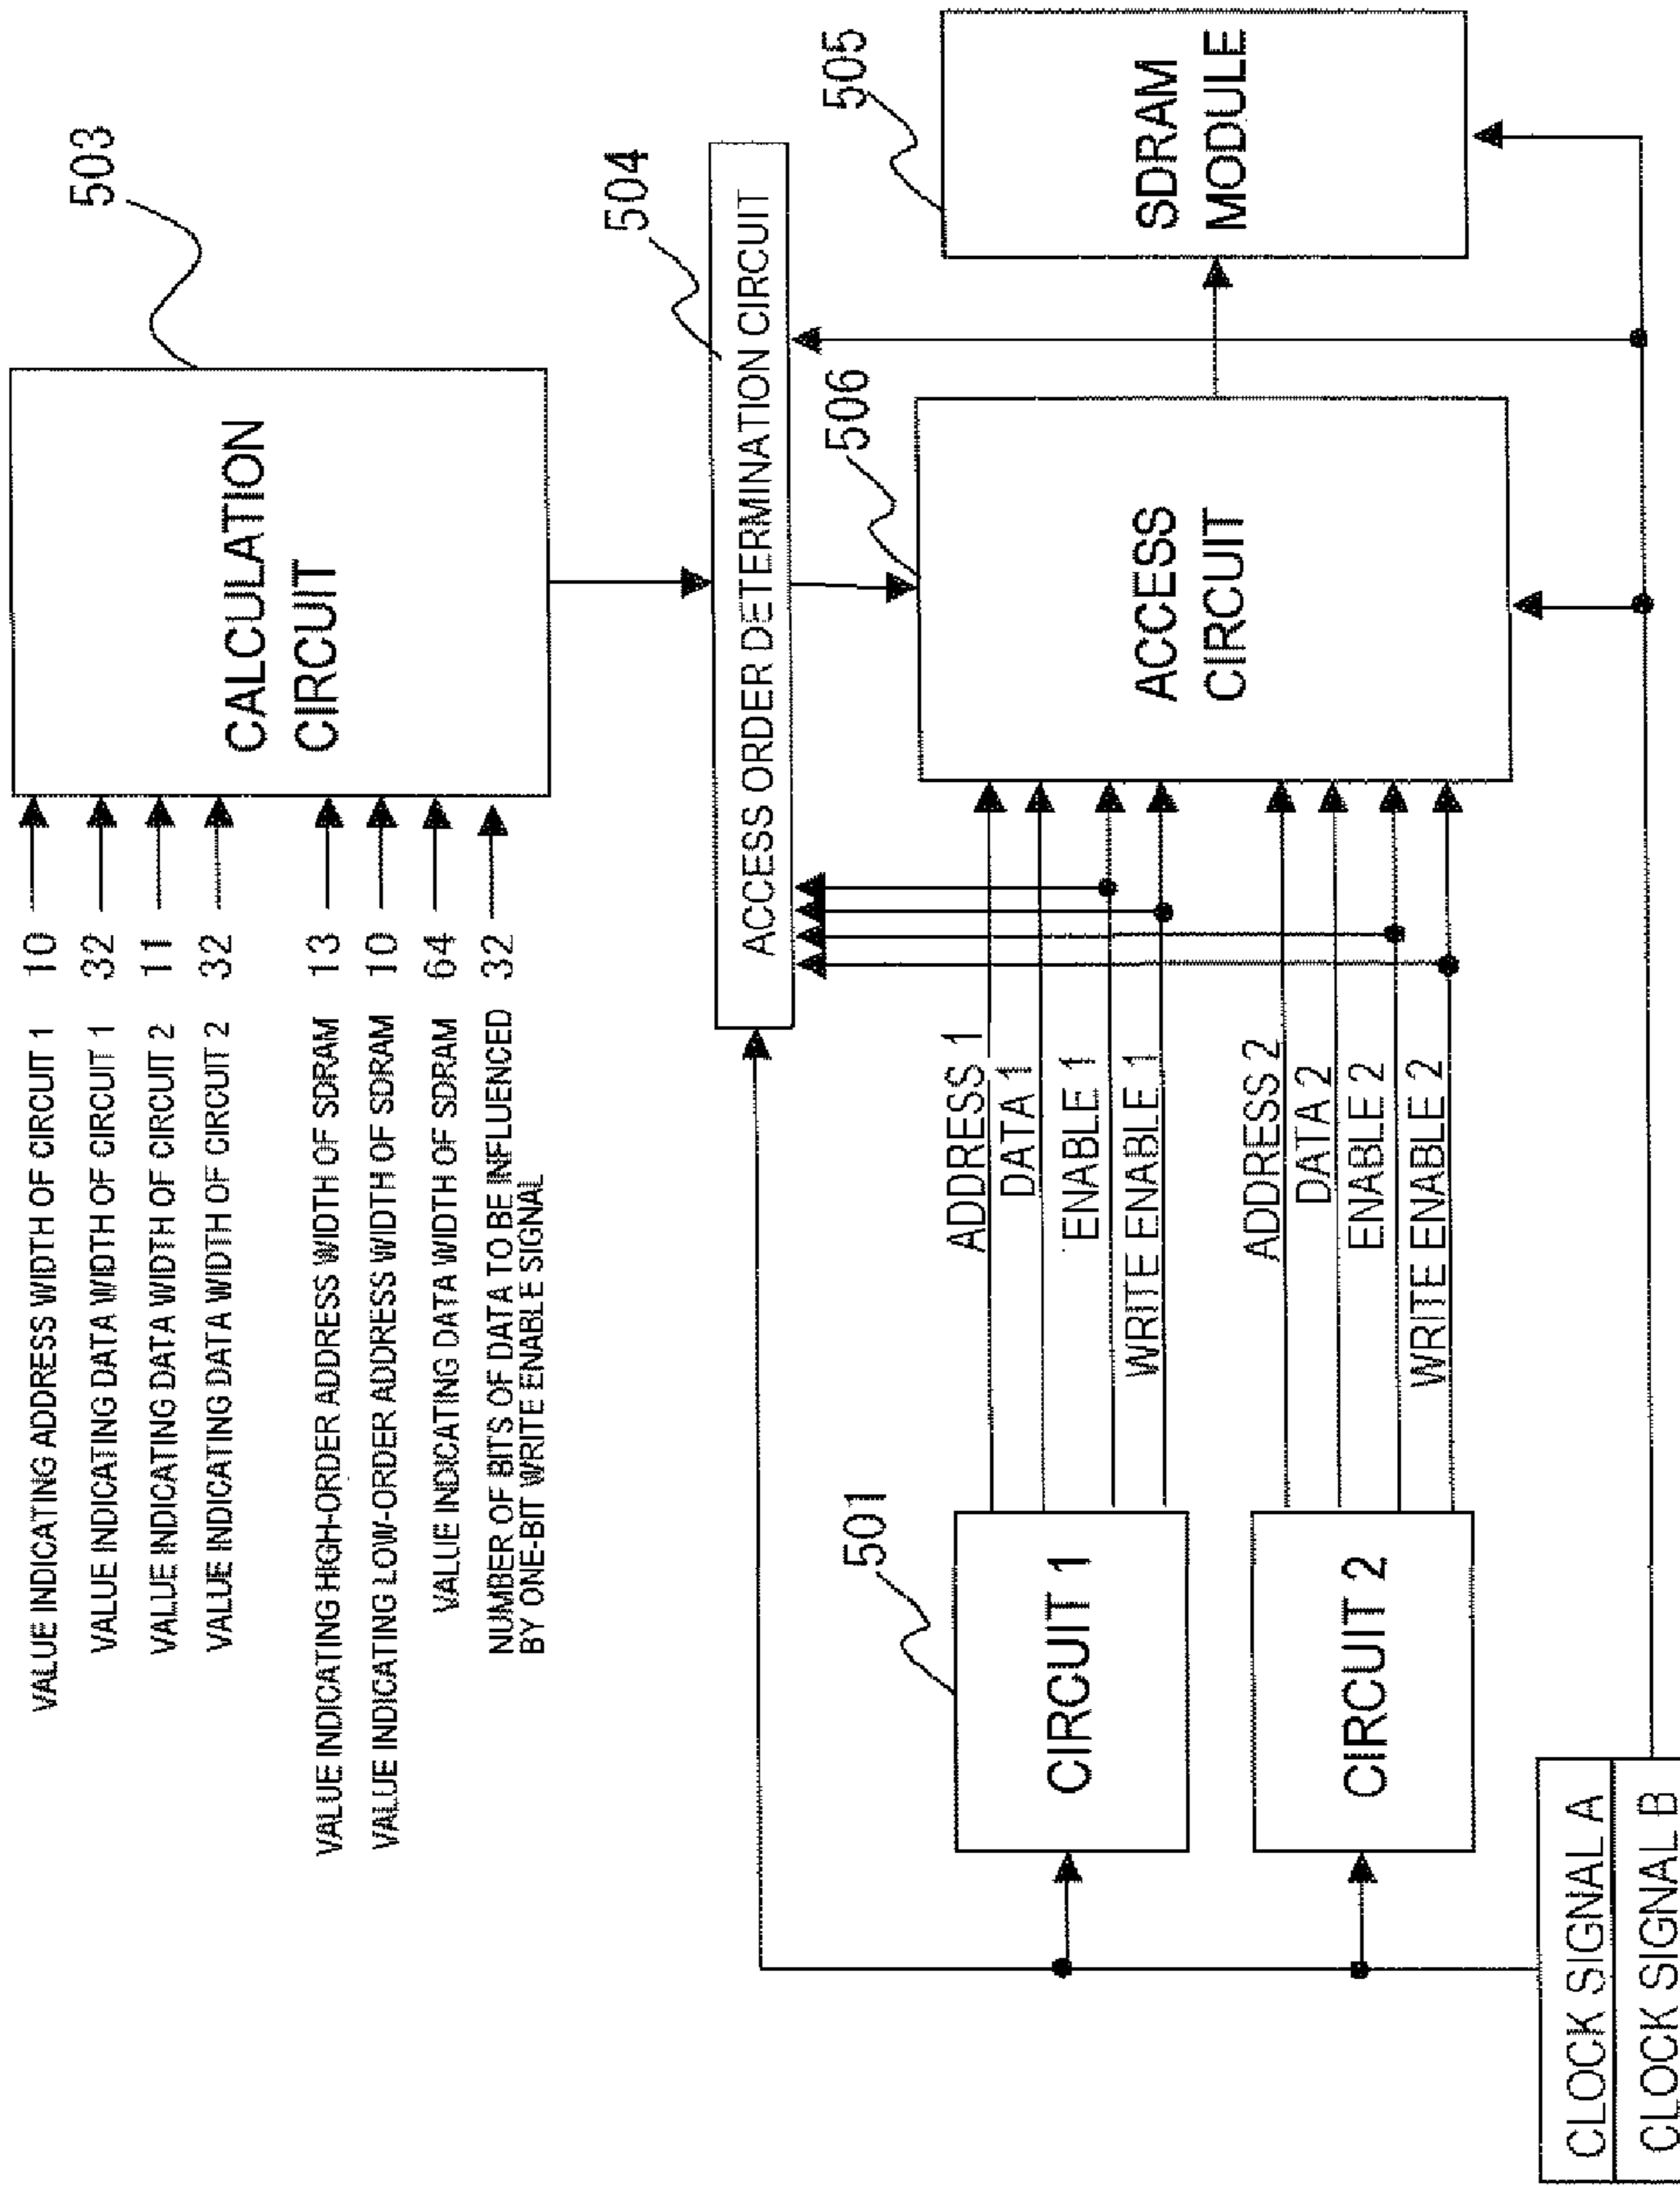 VALUE INDICATING ADDRESS WIDTH OF CIRCUIT 1 10
VALUE INDICATING DATA WIDTH OF CIRCUIT 1 32
VALUE INDICATING DATA WIDTH OF CIRCUIT 2 11
VALUE INDICATING DATA WIDTH OF CIRCUIT 2 32
VALUE INDICATING HIGH-ORDER ADDRESS WIDTH OF SDRAM 13
VALUE INDICATING LOW-ORDER ADDRESS WIDTH OF SDRAM 10
VALUE INDICATING DATA WIDTH OF SDRAM 64
NUMBER OF BITS OF DATA TO BE INFLUENCED 32
BY ONE-BIT WRITE ENABLE SIGNAL
CALCULATION
CIRCUIT
503
504
ACCESS ORDER DETERMINATION CIRCUIT
501
CIRCUIT 1
ADDRESS 1
DATA 1
ENABLE 1
WRITE ENABLE 1
CIRCUIT 2
ADDRESS 2
DATA 2
ENABLE 2
WRITE ENABLE 2
506
ACCESS
CIRCUIT
505
SDRAM
MODULE
CLOCK SIGNAL A
CLOCK SIGNAL B